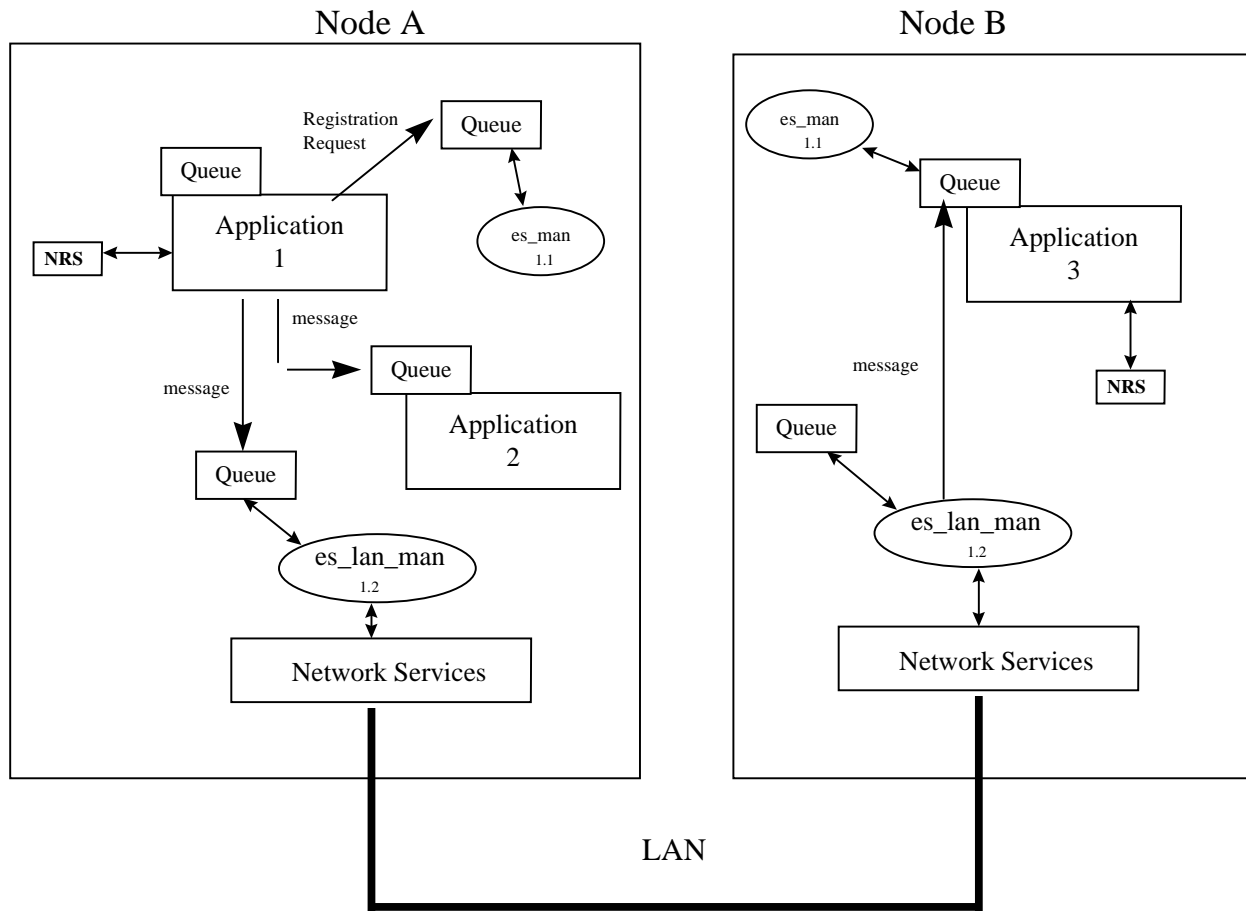 Node A
Node B
Registration
Request
Queue
Queue
Application
1
NRS
es_man
1.1
message
message
Queue
Application
2
Queue
es_lan_man
1.2
Network Services
es_man
1.1
Queue
Application
3
message
NRS
Queue
es_lan_man
1.2
Network Services
LAN